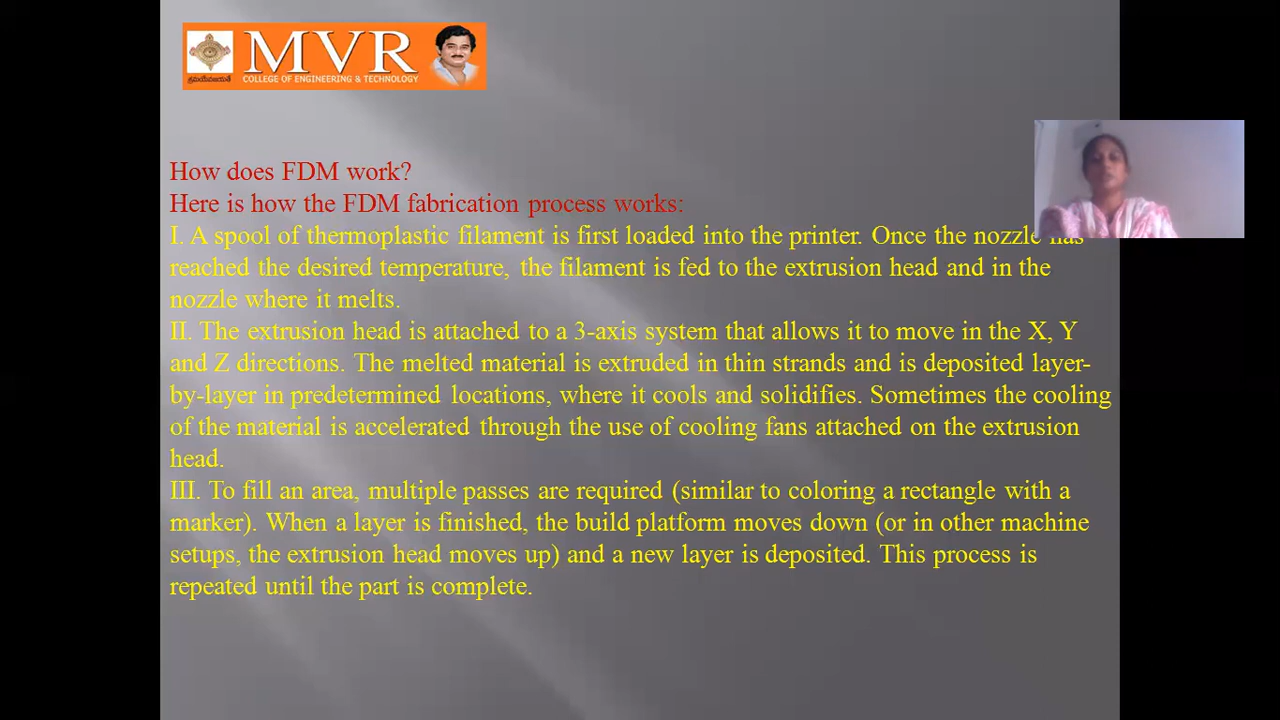 MVR
COLLEGE OF ENGINEERING & TECHNOLOGY
How does FDM work?
Here is how the FDM fabrication process works:
I. A spool of thermoplastic filament is first loaded into the printer. Once the nozzle has
reached the desired temperature, the filament is fed to the extrusion head and in the
nozzle where it melts.
II. The extrusion head is attached to a 3-axis system that allows it to move in the X, Y
and Z directions. The melted material is extruded in thin strands and is deposited layer-
by-layer in predetermined locations, where it cools and solidifies. Sometimes the cooling
of the material is accelerated through the use of cooling fans attached on the extrusion
head.
III. To fill an area, multiple passes are required (similar to coloring a rectangle with a
marker). When a layer is finished, the build platform moves down (or in other machine
setups, the extrusion head moves up) and a new layer is deposited. This process is
repeated until the part is complete.